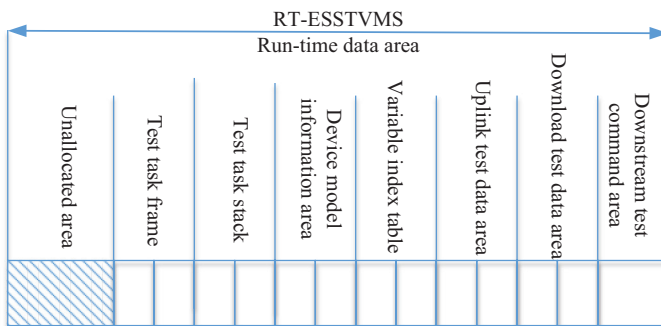 RT-ESSTVMS
Run-time data area
Unallocated area
Test task frame
Test task stack
Device model
information area
Variable index table
Uplink test data area
Download test data area
Downstream test
command area